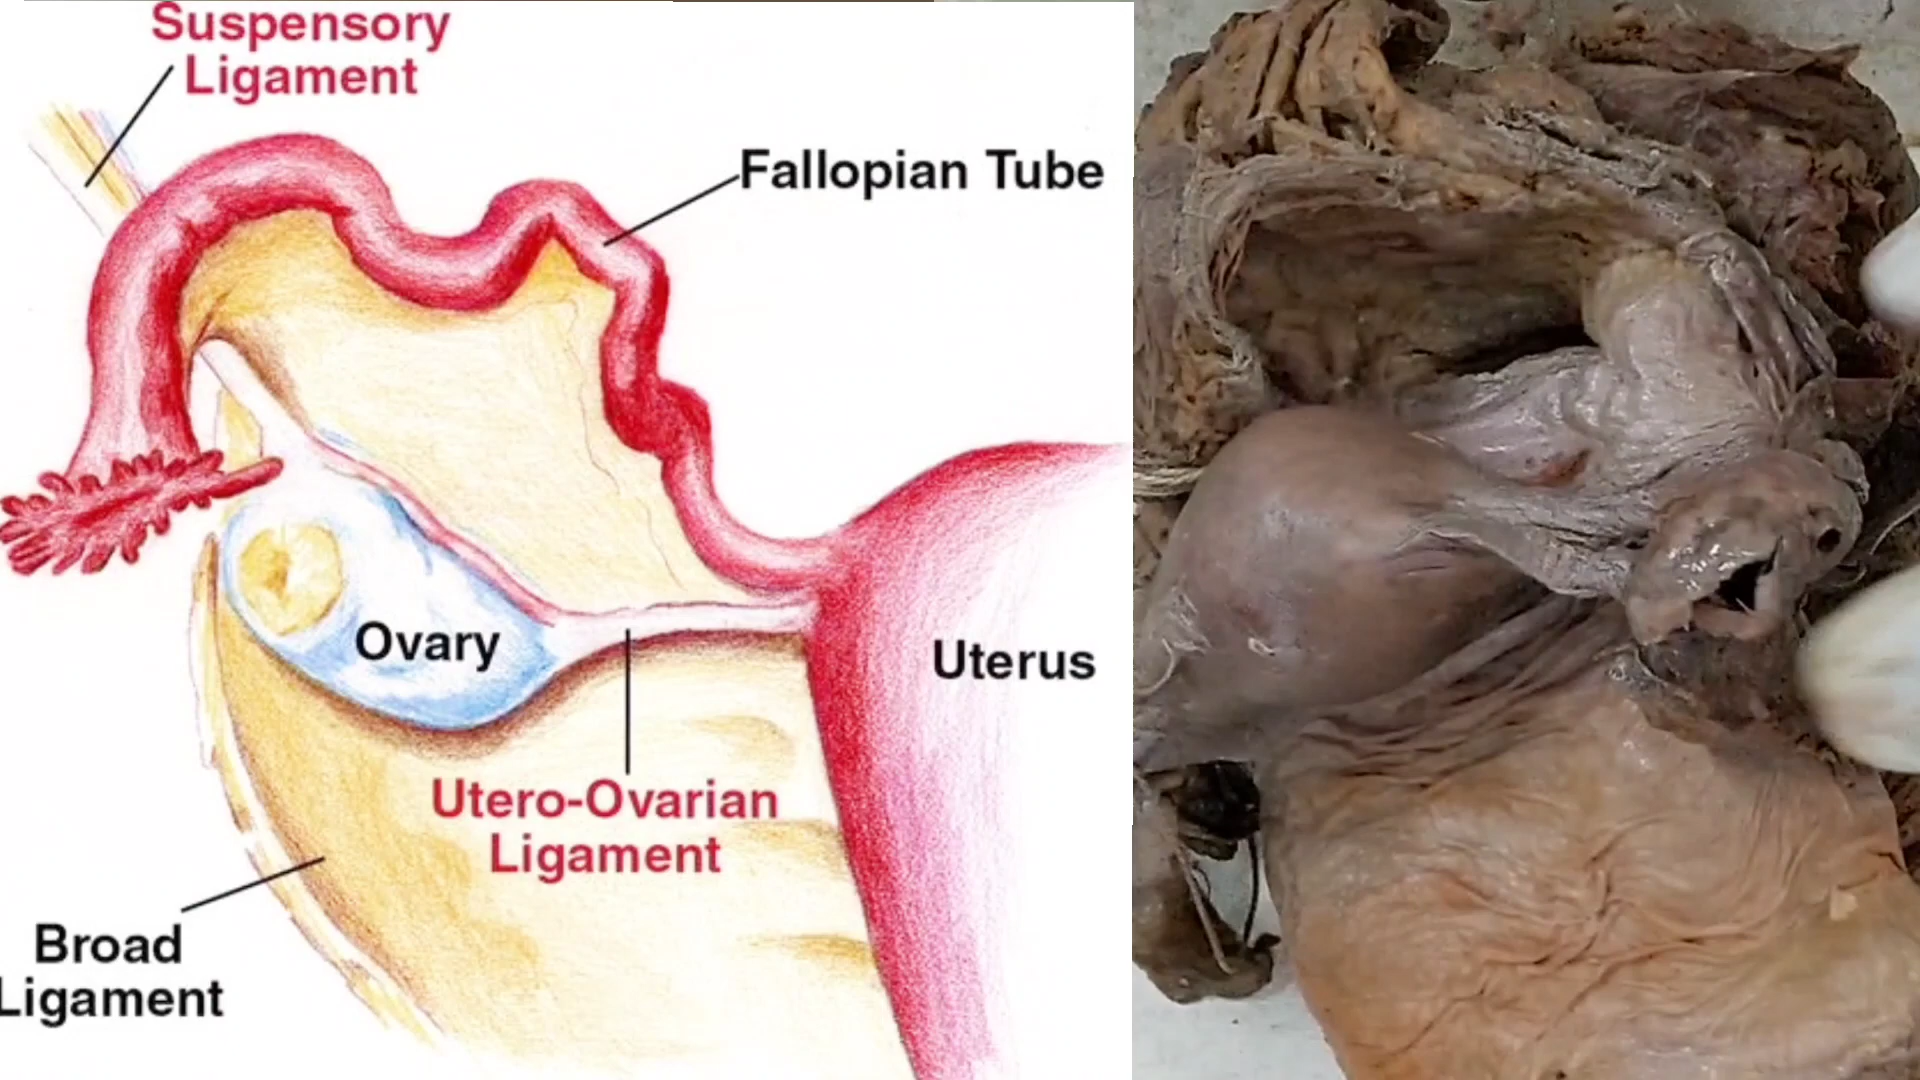 Suspensory
Ligament
Fallopian Tube
Ovary
Uterus
Utero-Ovarian
Ligament
Broad
Ligament